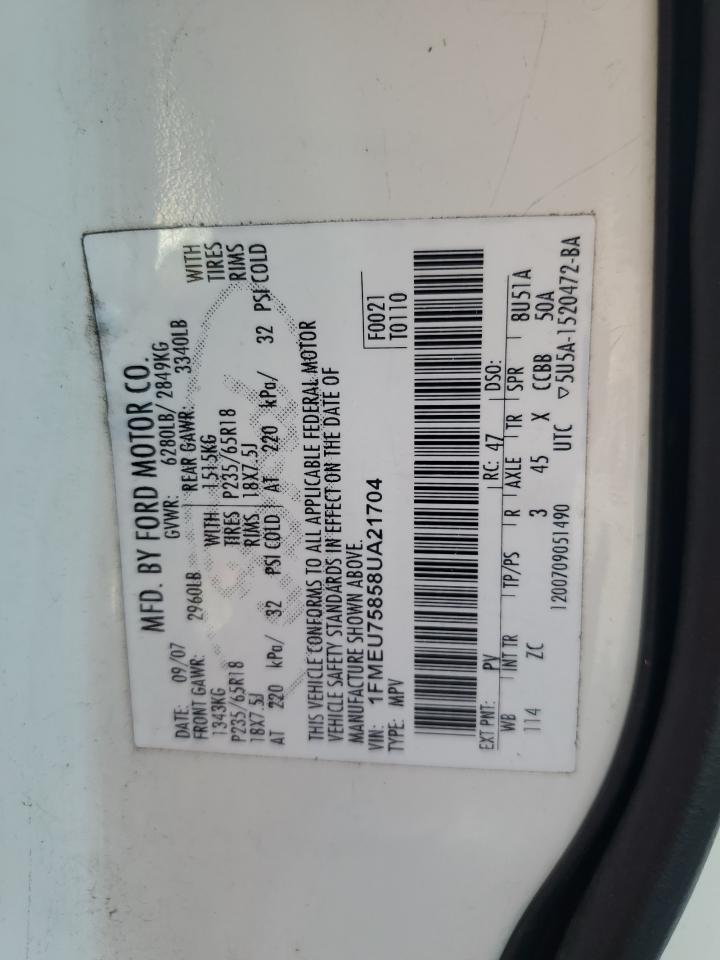 MFD. BY FORD MOTOR CO.
DATE: 09/07 GVWR: 6280LB/ 2849KG
FRONT GAWR: 2960LB REAR GAWR: 3340LB
1343KG WITH 1515KG WITH
P235/65R18 TIRES P235/65R18 TIRES
18X7.5J RIMS 18X7.5J RIMS
AT 220 kPa/ 32 PSI COLD AT 220 kPa/ 32 PSI COLD
THIS VEHICLE CONFORMS TO ALL APPLICABLE FEDERAL MOTOR
VEHICLE SAFETY STANDARDS IN EFFECT ON THE DATE OF
MANUFACTURE SHOWN ABOVE.
VIN: 1FMEU75858UA21704 F0021
TYPE: MPV T0110
EXT PNT: PV RC: 47 DSO:
WB INT TR TP/PS R AXLE TR SPR 8U51A
114 ZC 3 45 X CCBB 50A
1200709051490 UTC ▽5U5A-1520472-BA